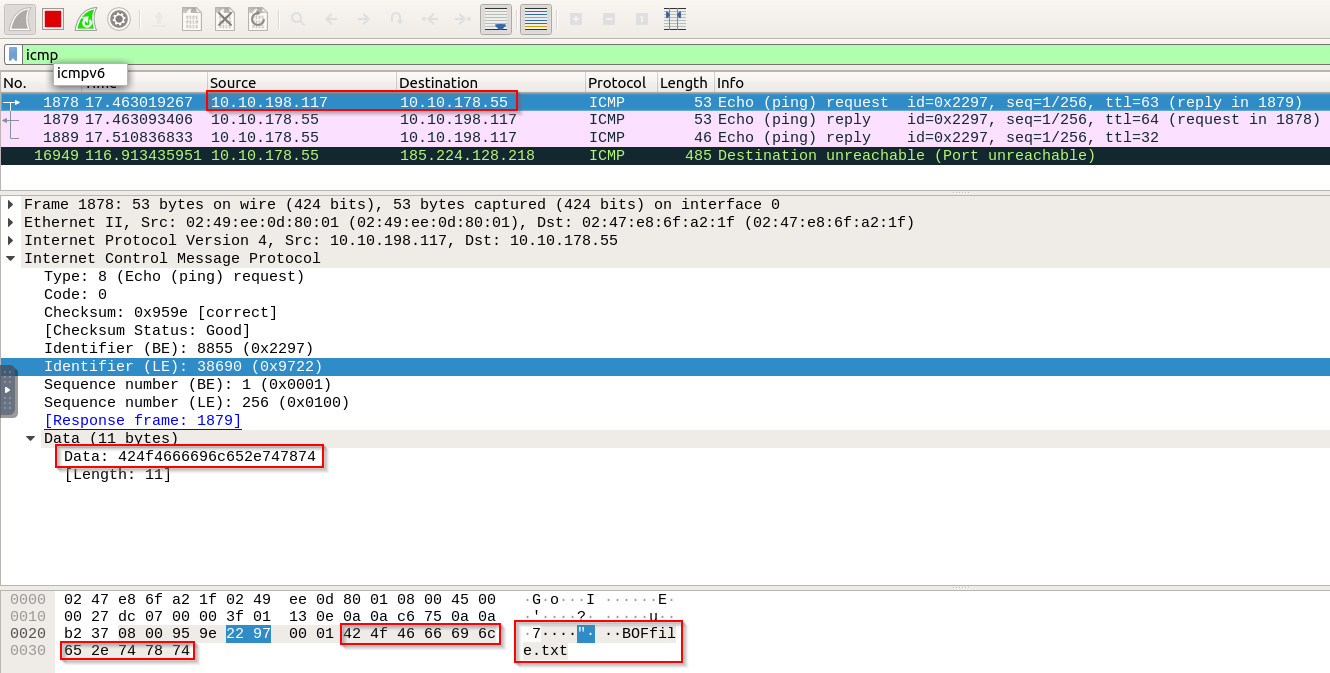 icmp
icmpv6
No. Source Destination Protocol Length Info
1878 17.463019267 10.10.198.117 10.10.178.55 ICMP 53 Echo (ping) request id=0x2297, seq=1/256, ttl=63 (reply in 1879)
1879 17.463093406 10.10.178.55 10.10.198.117 ICMP 53 Echo (ping) reply id=0x2297, seq=1/256, ttl=64 (request in 1878)
1889 17.510836833 10.10.178.55 10.10.198.117 ICMP 46 Echo (ping) reply id=0x2297, seq=1/256, ttl=32
16949 116.913435951 10.10.178.55 185.224.128.218 ICMP 485 Destination unreachable (Port unreachable)
Frame 1878: 53 bytes on wire (424 bits), 53 bytes captured (424 bits) on interface 0
Ethernet II, Src: 02:49:ee:0d:80:01 (02:49:ee:0d:80:01), Dst: 02:47:e8:6f:a2:1f (02:47:e8:6f:a2:1f)
Internet Protocol Version 4, Src: 10.10.198.117, Dst: 10.10.178.55
Internet Control Message Protocol
Type: 8 (Echo (ping) request)
Code: 0
Checksum: 0x959e [correct]
[Checksum Status: Good]
Identifier (BE): 8855 (0x2297)
Identifier (LE): 38690 (0x9722)
Sequence number (BE): 1 (0x0001)
Sequence number (LE): 256 (0x0100)
[Response frame: 1879]
Data (11 bytes)
Data: 424f4666696c652e747874
[Length: 11]
0000 02 47 e8 6f a2 1f 02 49 ee 0d 80 01 08 00 45 00 ·G·o···I ······E·
0010 00 27 dc 07 00 00 3f 01 13 0e 0a 0a c6 75 0a 0a ·'····?· ·····u··
0020 b2 37 08 00 95 9e 22 97 00 01 42 4f 46 66 69 6c ·7····"· ··BOFfil
0030 65 2e 74 78 74 e.txt